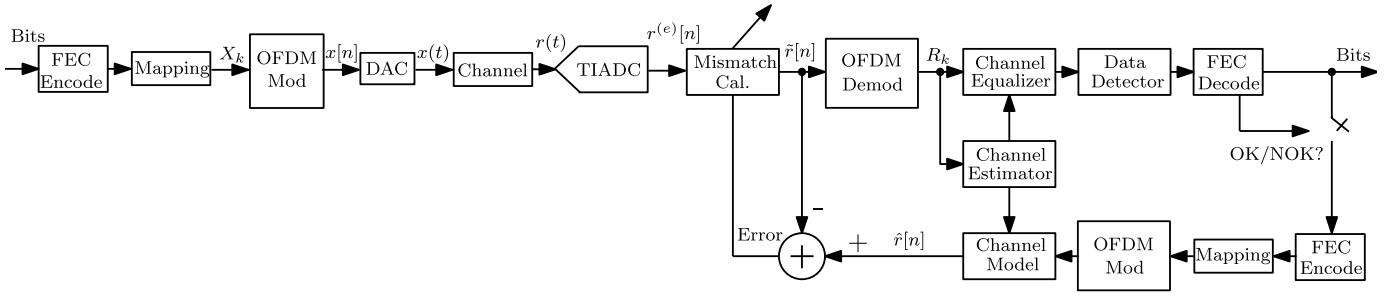 Bits
FEC
Encode
Mapping
X_k
OFDM
Mod
x[n]
DAC
x(t)
Channel
r(t)
TIADC
r^{(e)}[n]
Mismatch
Cal.
r̃[n]
OFDM
Demod
R_k
Channel
Equalizer
Data
Detector
FEC
Decode
Bits
OK/NOK?
Channel
Estimator
Error
+
-
+
r̂[n]
Channel
Model
OFDM
Mod
Mapping
FEC
Encode